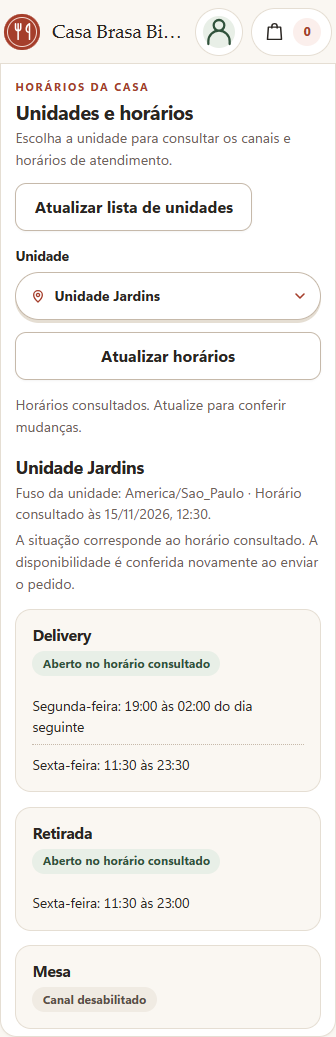 Casa Brasa Bi...
0
HORÁRIOS DA CASA
Unidades e horários
Escolha a unidade para consultar os canais e
horários de atendimento.
Atualizar lista de unidades
Unidade
Unidade Jardins
Atualizar horários
Horários consultados. Atualize para conferir
mudanças.
Unidade Jardins
Fuso da unidade: America/Sao_Paulo · Horário
consultado às 15/11/2026, 12:30.
A situação corresponde ao horário consultado. A
disponibilidade é conferida novamente ao enviar
o pedido.
Delivery
Aberto no horário consultado
Segunda-feira: 19:00 às 02:00 do dia
seguinte
Sexta-feira: 11:30 às 23:30
Retirada
Aberto no horário consultado
Sexta-feira: 11:30 às 23:00
Mesa
Canal desabilitado